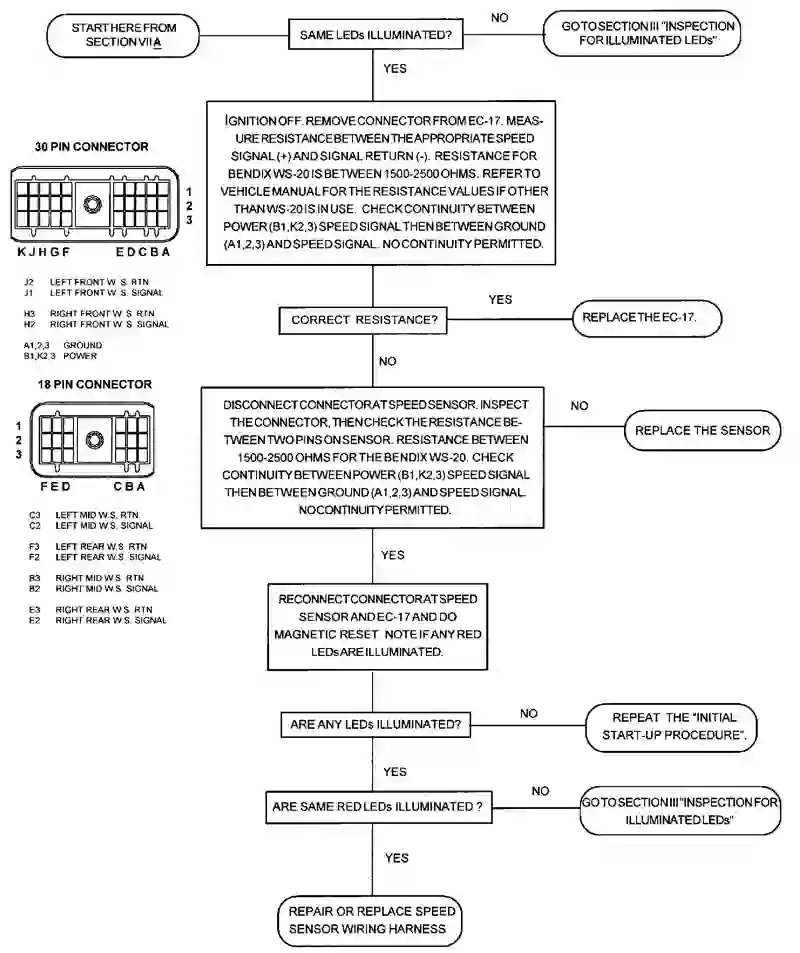 START HERE FROM
SECTION VII A
SAME LEDs ILLUMINATED?
NO
GO TO SECTION III "INSPECTION
FOR ILLUMINATED LEDs"
YES
IGNITION OFF. REMOVE CONNECTOR FROM EC-17. MEAS-
URE RESISTANCE BETWEEN THE APPROPRIATE SPEED
SIGNAL (+) AND SIGNAL RETURN (-). RESISTANCE FOR
BENDIX WS-20 IS BETWEEN 1500-2500 OHMS. REFER TO
VEHICLE MANUAL FOR THE RESISTANCE VALUES IF OTHER
THAN WS-20 IS IN USE. CHECK CONTINUITY BETWEEN
POWER (B1,K2,3) SPEED SIGNAL THEN BETWEEN GROUND
(A1,2,3) AND SPEED SIGNAL. NO CONTINUITY PERMITTED.
30 PIN CONNECTOR
1
2
3
K J H G F E D C B A
J2 LEFT FRONT W. S. RTN
J1 LEFT FRONT W. S. SIGNAL
H3 RIGHT FRONT W. S. RTN
H2 RIGHT FRONT W. S. SIGNAL
A1,2,3 GROUND
B1,K2,3 POWER
CORRECT RESISTANCE?
YES
REPLACE THE EC-17.
NO
18 PIN CONNECTOR
1
2
3
F E D C B A
C3 LEFT MID W.S. RTN.
C2 LEFT MID W.S. SIGNAL
F3 LEFT REAR W.S. RTN
F2 LEFT REAR W.S. SIGNAL
B3 RIGHT MID W.S. RTN
B2 RIGHT MID W.S. SIGNAL
E3 RIGHT REAR W.S. RTN
E2 RIGHT REAR W.S. SIGNAL
DISCONNECT CONNECTOR AT SPEED SENSOR. INSPECT
THE CONNECTOR, THEN CHECK THE RESISTANCE BE-
TWEEN TWO PINS ON SENSOR. RESISTANCE BETWEEN
1500-2500 OHMS FOR THE BENDIX WS-20. CHECK
CONTINUITY BETWEEN POWER (B1,K2,3) SPEED SIGNAL
THEN BETWEEN GROUND (A1,2,3) AND SPEED SIGNAL.
NO CONTINUITY PERMITTED.
NO
REPLACE THE SENSOR
YES
RECONNECT CONNECTOR AT SPEED
SENSOR AND EC-17 AND DO
MAGNETIC RESET NOTE IF ANY RED
LEDs ARE ILLUMINATED.
ARE ANY LEDs ILLUMINATED?
NO
REPEAT THE "INITIAL
START-UP PROCEDURE".
YES
ARE SAME RED LEDs ILLUMINATED ?
NO
GO TO SECTION III "INSPECTION FOR
ILLUMINATED LEDs"
YES
REPAIR OR REPLACE SPEED
SENSOR WIRING HARNESS